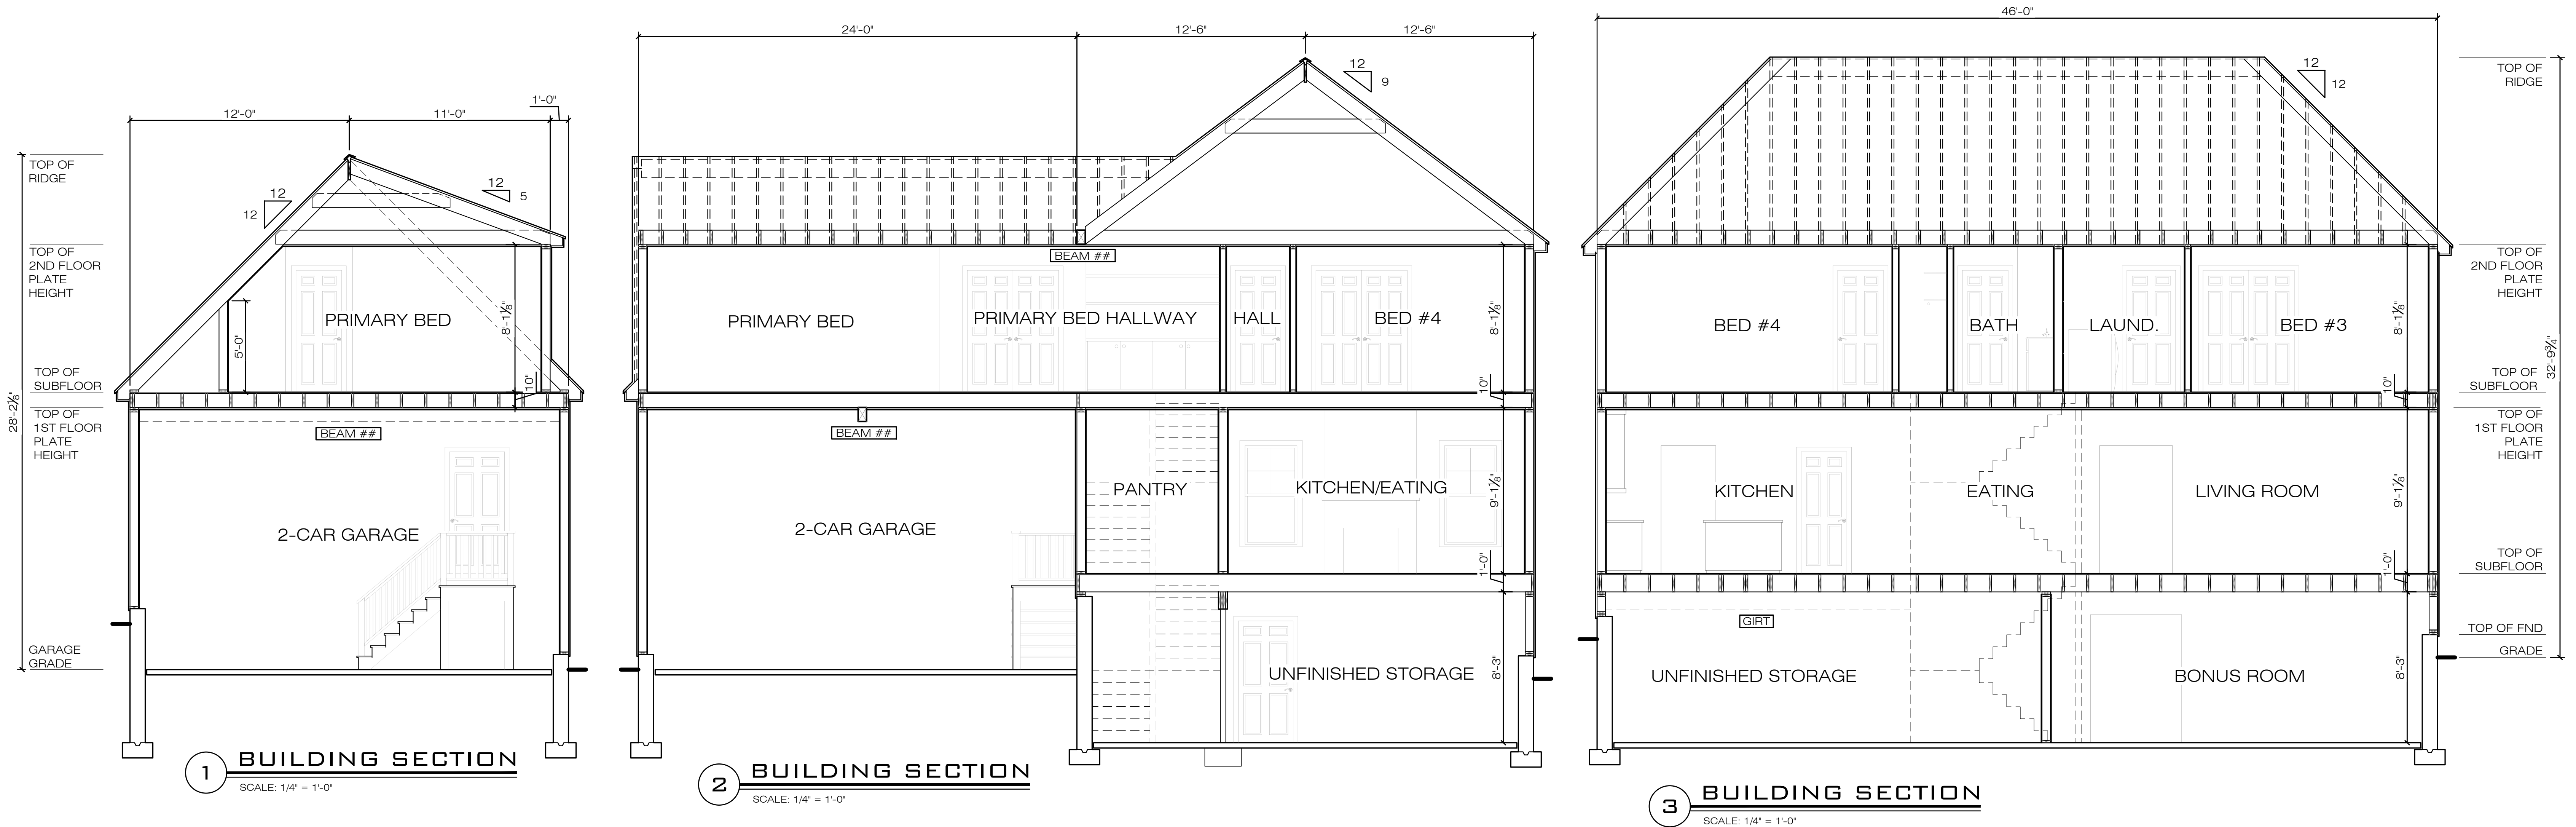 12'-0"
11'-0"
1'-0"
TOP OF
RIDGE
12
12
12
5
TOP OF
2ND FLOOR
PLATE
HEIGHT
PRIMARY BED
8'-1⅛"
5'-0"
10"
TOP OF
SUBFLOOR
TOP OF
1ST FLOOR
PLATE
HEIGHT
28'-2⅛"
BEAM ##
2-CAR GARAGE
GARAGE
GRADE
1
BUILDING SECTION
SCALE: 1/4" = 1'-0"
24'-0"
12'-6"
12'-6"
12
9
BEAM ##
PRIMARY BED
PRIMARY BED HALLWAY
HALL
BED #4
8'-1⅛"
10"
BEAM ##
2-CAR GARAGE
PANTRY
KITCHEN/EATING
9'-1⅛"
1'-0"
UNFINISHED STORAGE
8'-3"
2
BUILDING SECTION
SCALE: 1/4" = 1'-0"
46'-0"
12
12
TOP OF
RIDGE
TOP OF
2ND FLOOR
PLATE
HEIGHT
BED #4
BATH
LAUND.
BED #3
8'-1⅛"
32'-9¾"
10"
TOP OF
SUBFLOOR
TOP OF
1ST FLOOR
PLATE
HEIGHT
KITCHEN
EATING
LIVING ROOM
9'-1⅛"
1'-0"
TOP OF
SUBFLOOR
GIRT
TOP OF FND
GRADE
UNFINISHED STORAGE
BONUS ROOM
8'-3"
3
BUILDING SECTION
SCALE: 1/4" = 1'-0"